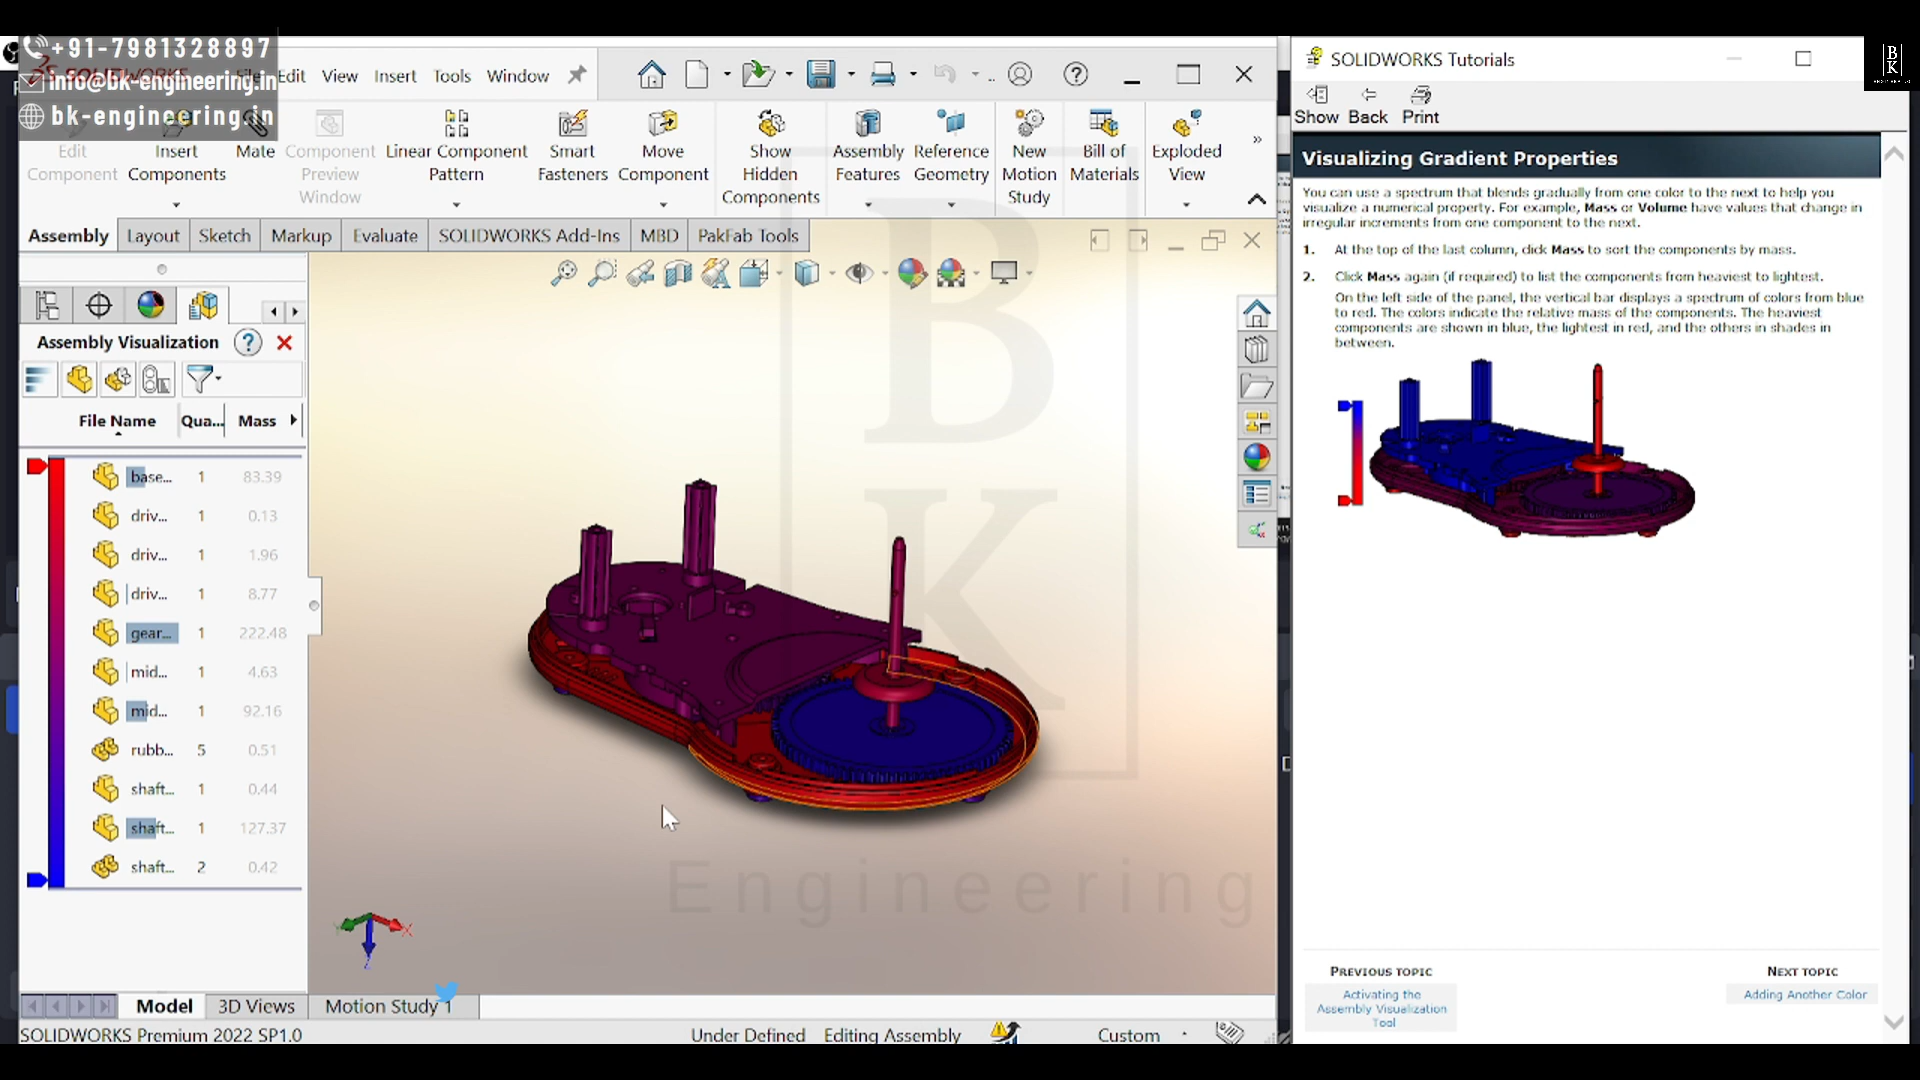 +91-7981328897
info@bk-engineering.in
bk-engineering.in
Edit View Insert Tools Window
Edit Component
Insert Components
Mate
Component Preview Window
Linear Component Pattern
Smart Fasteners
Move Component
Show Hidden Components
Assembly Features
Reference Geometry
New Motion Study
Bill of Materials
Exploded View
Assembly Layout Sketch Markup Evaluate SOLIDWORKS Add-Ins MBD PakFab Tools
Assembly Visualization
File Name Qua... Mass
base... 1 83.39
driv... 1 0.13
driv... 1 1.96
driv... 1 8.77
gear... 1 222.48
mid... 1 4.63
mid... 1 92.16
rubb... 5 0.51
shaft... 1 0.44
shaft... 1 127.37
shaft... 2 0.42
B
K
Engineering
Model 3D Views Motion Study 1
SOLIDWORKS Premium 2022 SP1.0
Under Defined Editing Assembly Custom
SOLIDWORKS Tutorials
B
K
Show Back Print
Visualizing Gradient Properties
You can use a spectrum that blends gradually from one color to the next to help you
visualize a numerical property. For example, Mass or Volume have values that change in
irregular increments from one component to the next.
1. At the top of the last column, click Mass to sort the components by mass.
2. Click Mass again (if required) to list the components from heaviest to lightest.
On the left side of the panel, the vertical bar displays a spectrum of colors from blue
to red. The colors indicate the relative mass of the components. The heaviest
components are shown in blue, the lightest in red, and the others in shades in
between.
PREVIOUS TOPIC
Activating the
Assembly Visualization
Tool
NEXT TOPIC
Adding Another Color